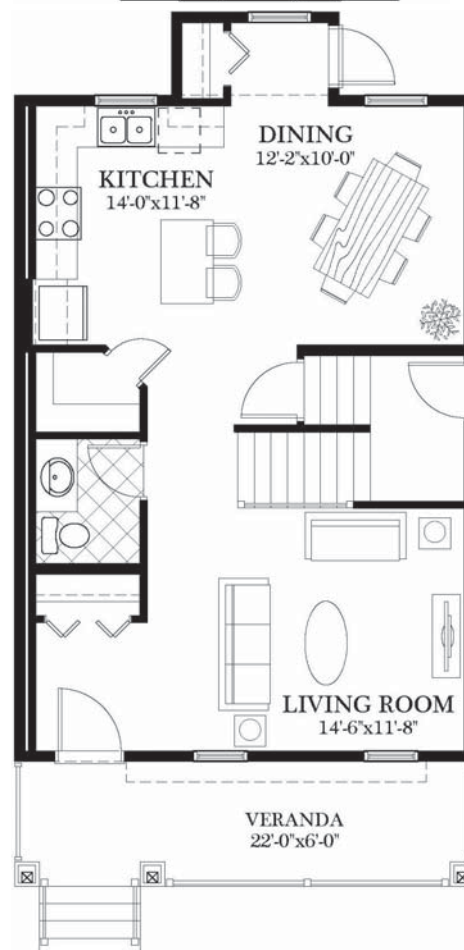 DINING
12'-2"x10'-0"
KITCHEN
14'-0"x11'-8"
LIVING ROOM
14'-6"x11'-8"
VERANDA
22'-0"x6'-0"